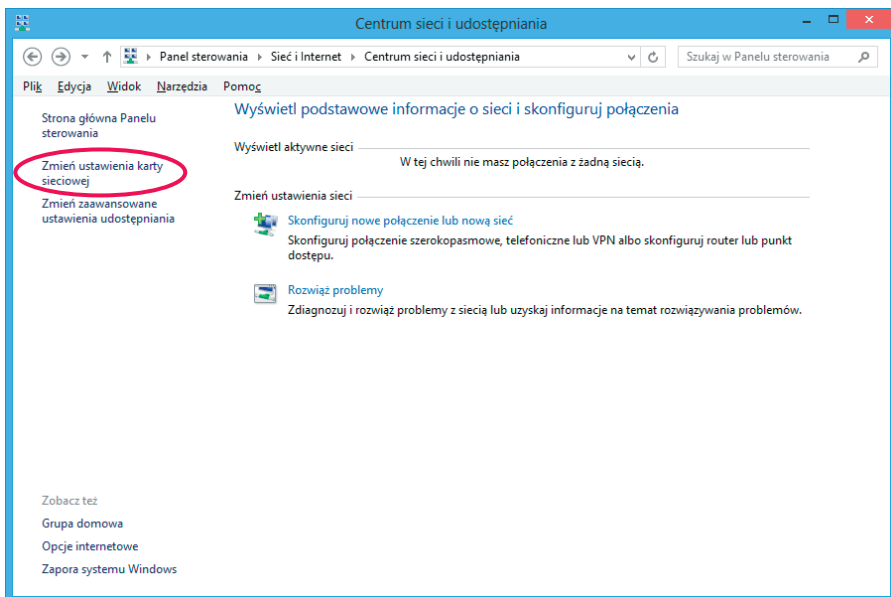 Centrum sieci i udostępniania
Panel sterowania Sieć i Internet Centrum sieci i udostępniania
Szukaj w Panelu sterowania
Plik Edycja Widok Narzędzia Pomoc
Strona główna Panelu
sterowania
Zmień ustawienia karty
sieciowej
Zmień zaawansowane
ustawienia udostępniania
Wyświetl podstawowe informacje o sieci i skonfiguruj połączenia
Wyświetl aktywne sieci
W tej chwili nie masz połączenia z żadną siecią.
Zmień ustawienia sieci
Skonfiguruj nowe połączenie lub nową sieć
Skonfiguruj połączenie szerokopasmowe, telefoniczne lub VPN albo skonfiguruj router lub punkt
dostępu.
Rozwiąż problemy
Zdiagnozuj i rozwiąż problemy z siecią lub uzyskaj informacje na temat rozwiązywania problemów.
Zobacz też
Grupa domowa
Opcje internetowe
Zapora systemu Windows